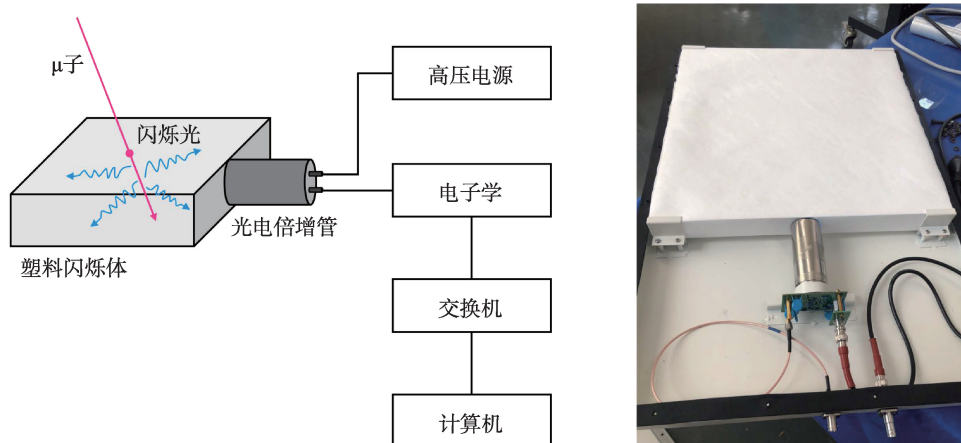 μ子
闪烁光
塑料闪烁体
光电倍增管
高压电源
电子学
交换机
计算机